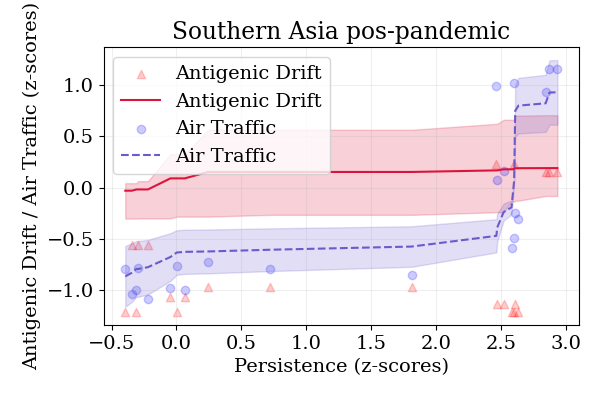 Southern Asia pos-pandemic
Antigenic Drift / Air Traffic (z-scores)
Antigenic Drift
Antigenic Drift
Air Traffic
Air Traffic
1.0
0.5
0.0
−0.5
−1.0
−0.5 0.0 0.5 1.0 1.5 2.0 2.5 3.0
Persistence (z-scores)